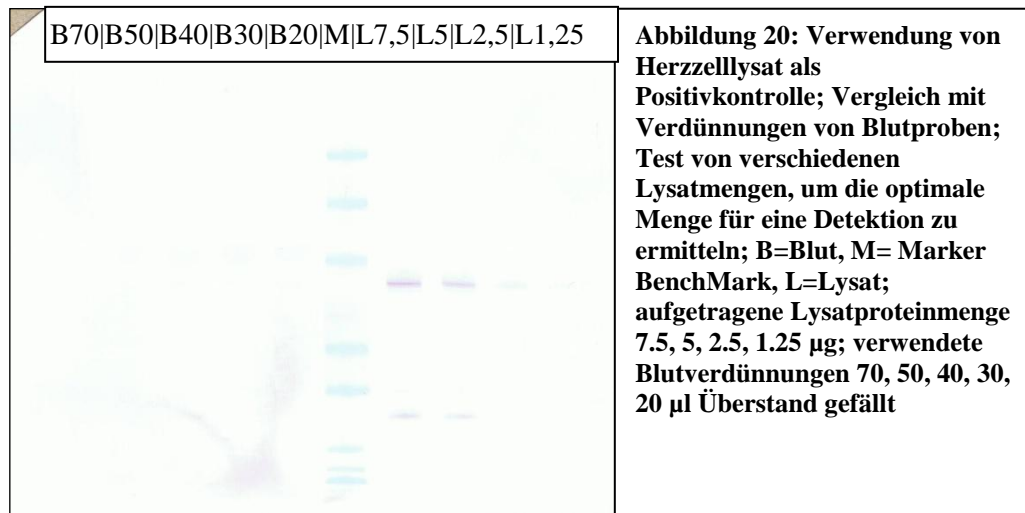 B70|B50|B40|B30|B20|M|L7,5|L5|L2,5|L1,25
Abbildung 20: Verwendung von
Herzzelllysat als
Positivkontrolle; Vergleich mit
Verdünnungen von Blutproben;
Test von verschiedenen
Lysatmengen, um die optimale
Menge für eine Detektion zu
ermitteln; B=Blut, M= Marker
BenchMark, L=Lysat;
aufgetragene Lysatproteinmenge
7.5, 5, 2.5, 1.25 µg; verwendete
Blutverdünnungen 70, 50, 40, 30,
20 µl Überstand gefällt